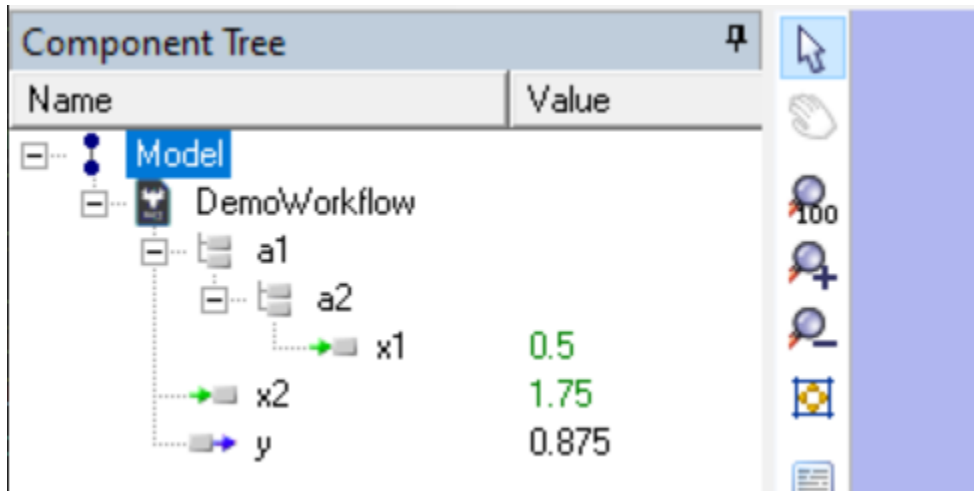 Component Tree
Name Value
Model
DemoWorkflow
a1
a2
x1 0.5
x2 1.75
y 0.875
100